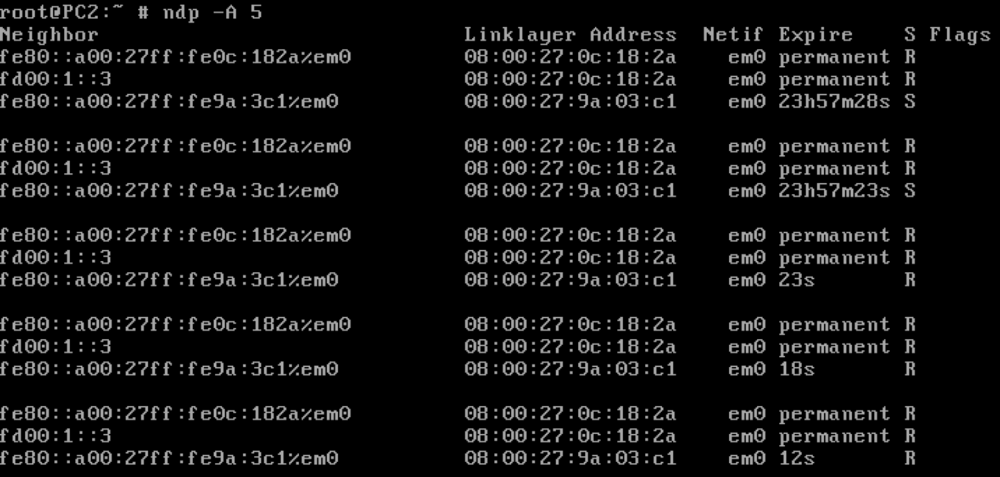 root@PC2:~ # ndp -A 5
Neighbor                             Linklayer Address  Netif Expire    S Flags
fe80::a00:27ff:fe0c:182a%em0         08:00:27:0c:18:2a    em0 permanent R
fd00:1::3                            08:00:27:0c:18:2a    em0 permanent R
fe80::a00:27ff:fe9a:3c1%em0          08:00:27:9a:03:c1    em0 23h57m28s S

fe80::a00:27ff:fe0c:182a%em0         08:00:27:0c:18:2a    em0 permanent R
fd00:1::3                            08:00:27:0c:18:2a    em0 permanent R
fe80::a00:27ff:fe9a:3c1%em0          08:00:27:9a:03:c1    em0 23h57m23s S

fe80::a00:27ff:fe0c:182a%em0         08:00:27:0c:18:2a    em0 permanent R
fd00:1::3                            08:00:27:0c:18:2a    em0 permanent R
fe80::a00:27ff:fe9a:3c1%em0          08:00:27:9a:03:c1    em0 23s       R

fe80::a00:27ff:fe0c:182a%em0         08:00:27:0c:18:2a    em0 permanent R
fd00:1::3                            08:00:27:0c:18:2a    em0 permanent R
fe80::a00:27ff:fe9a:3c1%em0          08:00:27:9a:03:c1    em0 18s       R

fe80::a00:27ff:fe0c:182a%em0         08:00:27:0c:18:2a    em0 permanent R
fd00:1::3                            08:00:27:0c:18:2a    em0 permanent R
fe80::a00:27ff:fe9a:3c1%em0          08:00:27:9a:03:c1    em0 12s       R